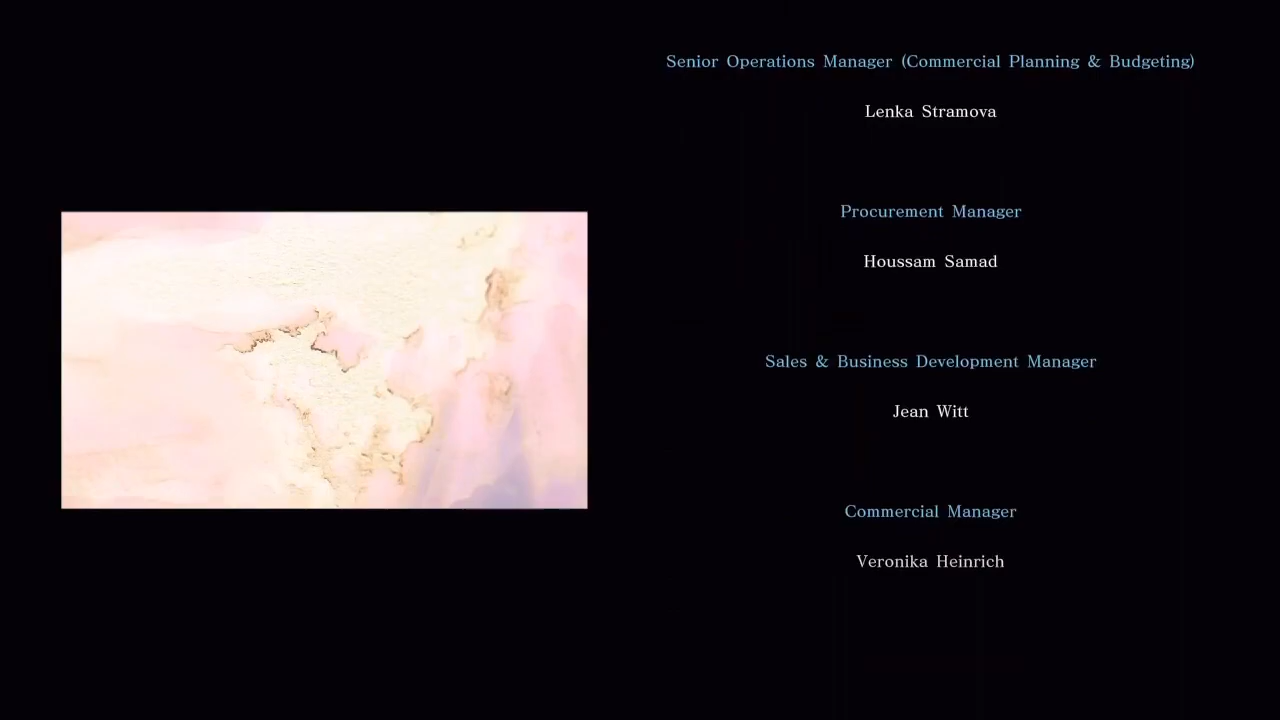 Senior Operations Manager (Commercial Planning & Budgeting)
Lenka Stramova
Procurement Manager
Houssam Samad
Sales & Business Development Manager
Jean Witt
Commercial Manager
Veronika Heinrich